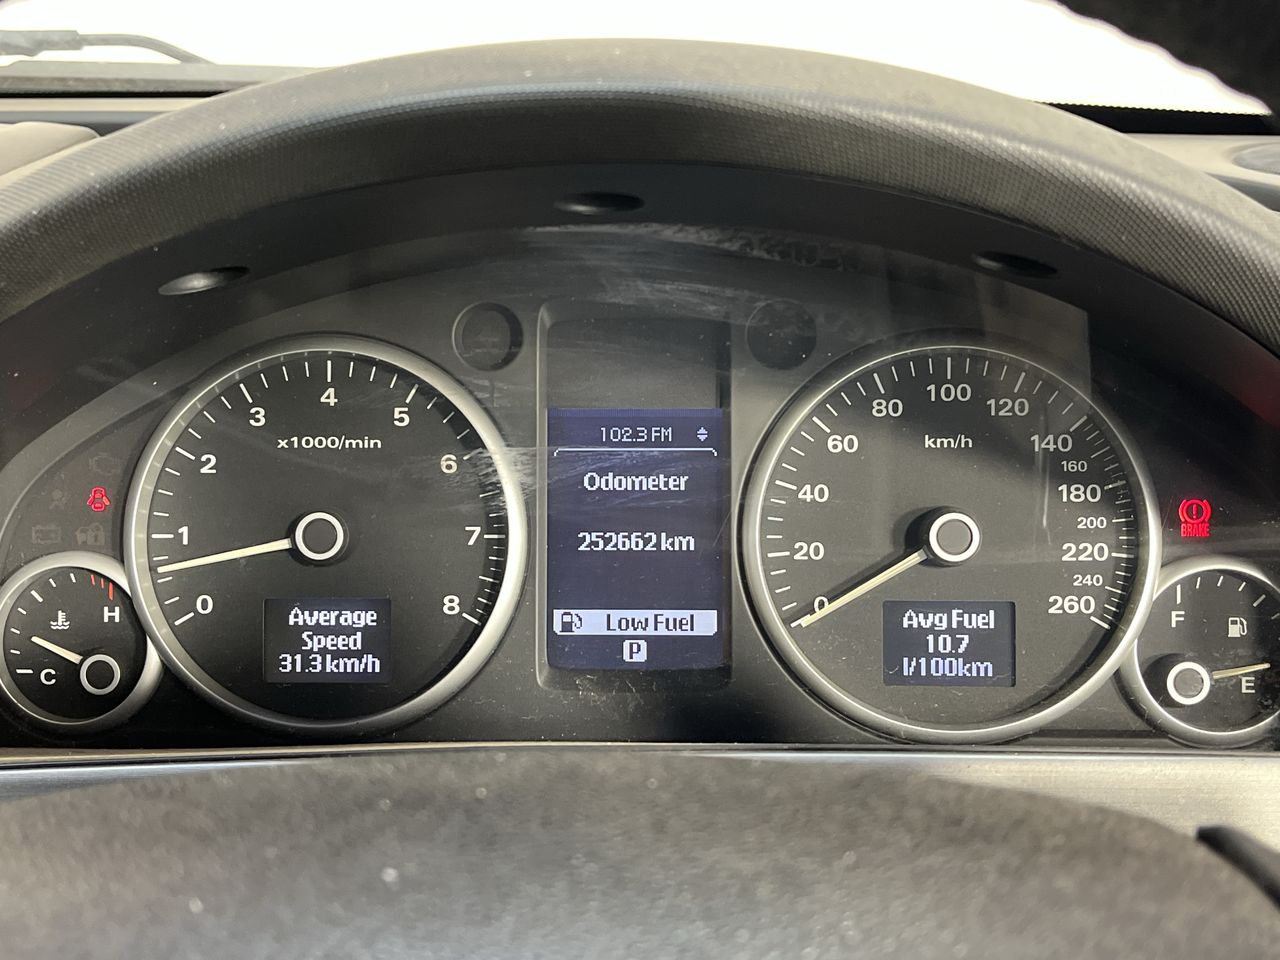 4
3
5
x1000/min
2
6
1
7
0
8
H
C
Average
Speed
31.3 km/h
102.3 FM
Odometer
252662 km
Low Fuel
P
100
80
120
km/h
60
140
160
40
180
200
20
220
240
0
260
Avg Fuel
10.7
l/100km
BRAKE
F
E